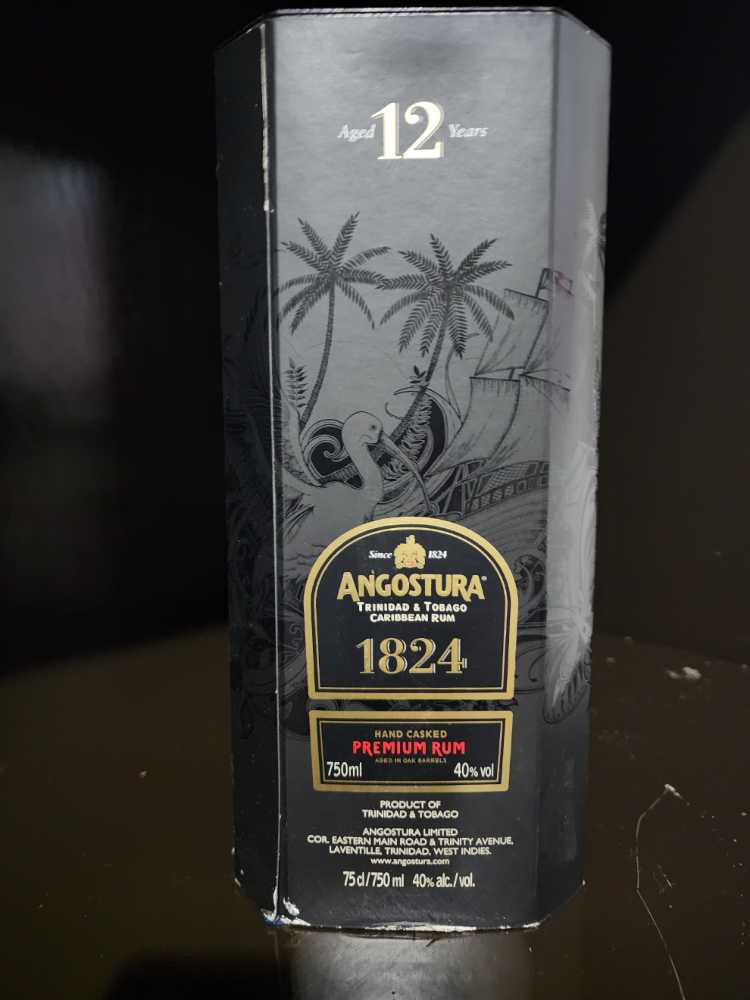 Aged 12 Years
Since 1824
ANGOSTURA®
TRINIDAD & TOBAGO
CARIBBEAN RUM
1824
HAND CASKED
PREMIUM RUM
AGED IN OAK BARRELS
750ml 40% vol
PRODUCT OF
TRINIDAD & TOBAGO
ANGOSTURA LIMITED
COR. EASTERN MAIN ROAD & TRINITY AVENUE,
LAVENTILLE, TRINIDAD. WEST INDIES.
www.angostura.com
75 cl/750 ml 40% alc./vol.